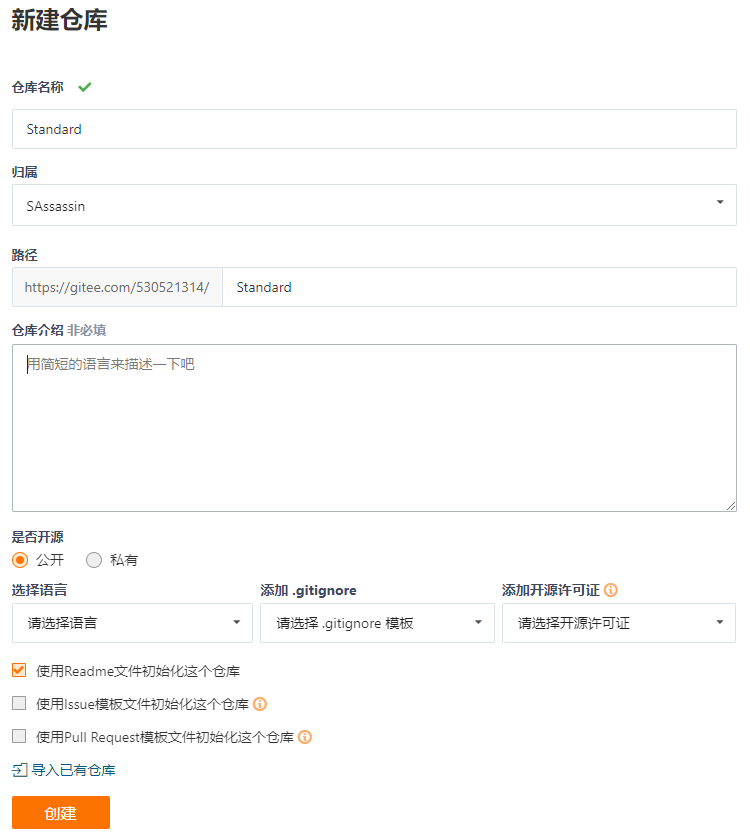 新建仓库
仓库名称
Standard
归属
SAssassin
路径
https://gitee.com/530521314/ Standard
仓库介绍 非必填
用简短的语言来描述一下吧
是否开源
公开 私有
选择语言 添加 .gitignore 添加开源许可证
请选择语言 请选择 .gitignore 模板 请选择开源许可证
使用Readme文件初始化这个仓库
使用Issue模板文件初始化这个仓库
使用Pull Request模板文件初始化这个仓库
导入已有仓库
创建